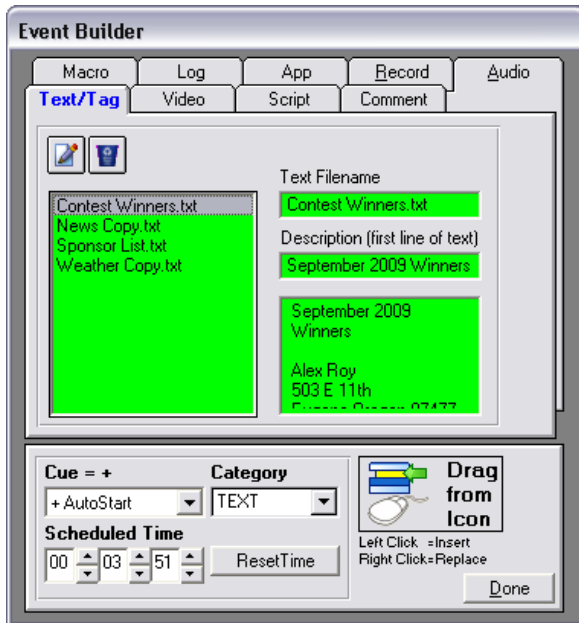 Event Builder
Macro Log App Record Audio
Text/Tag Video Script Comment
Contest Winners.txt
News Copy.txt
Sponsor List.txt
Weather Copy.txt
Text Filename
Contest Winners.txt
Description (first line of text)
September 2009 Winners
September 2009
Winners
Alex Roy
503 E 11th
Eugene Oregon 97477
Cue = +
+ AutoStart
Category
TEXT
Scheduled Time
00 03 51
ResetTime
Drag
from
Icon
Left Click =Insert
Right Click=Replace
Done